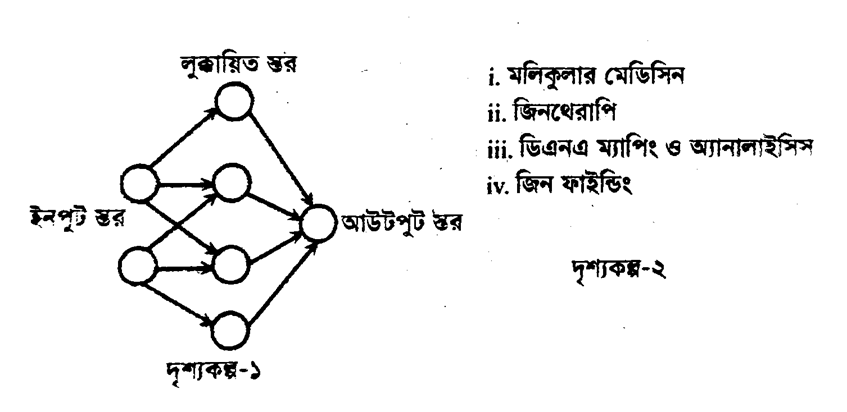 লুক্কায়িত স্তর
ইনপুট স্তর
আউটপুট স্তর
দৃশ্যকল্প-১
i. মলিকুলার মেডিসিন
ii. জিনথেরাপি
iii. ডিএনএ ম্যাপিং ও অ্যানালাইসিস
iv. জিন ফাইন্ডিং
দৃশ্যকল্প-২